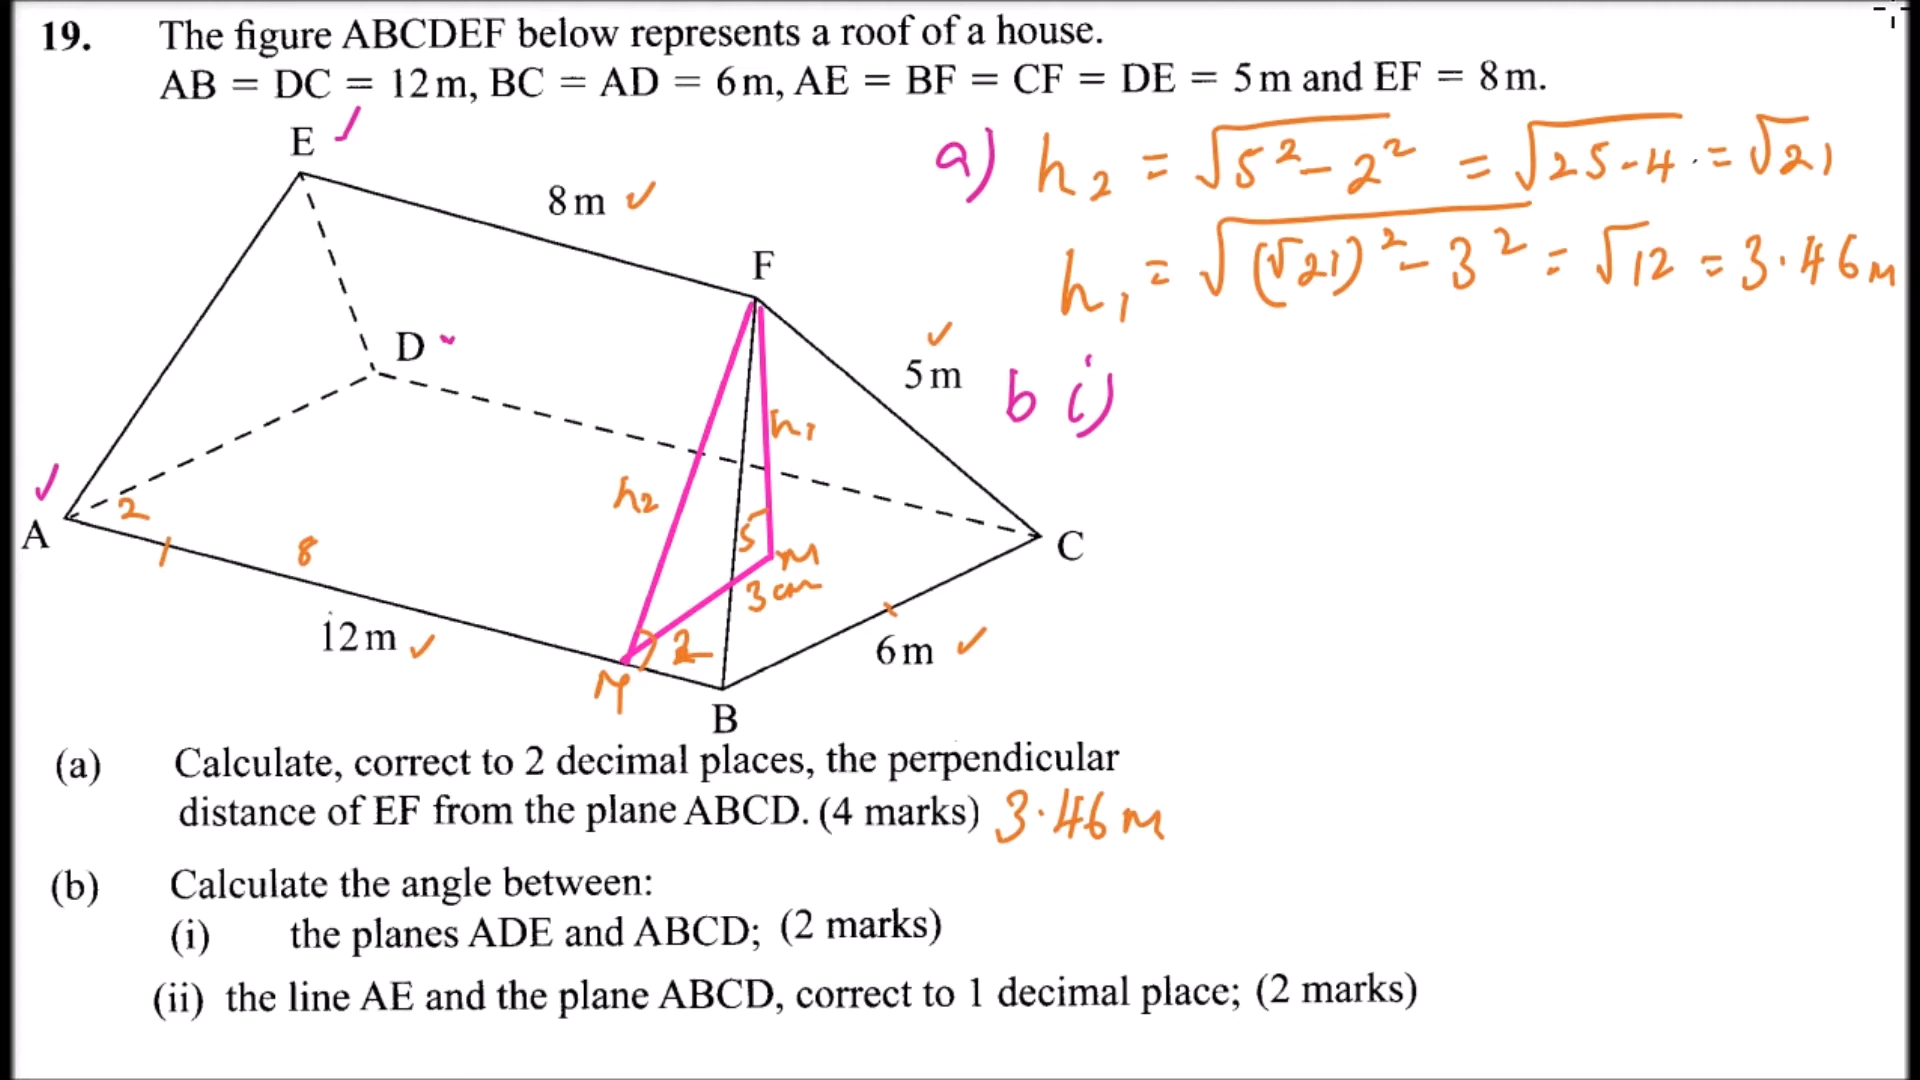 19. The figure ABCDEF below represents a roof of a house.
AB = DC = 12 m, BC = AD = 6 m, AE = BF = CF = DE = 5 m and EF = 8 m.
E
8 m ✓
F
D
5 m ✓
A
C
12 m ✓
6 m ✓
B
2
8
h₂
h₁
5
M
3 cm
2
M
a) h₂ = √5² – 2² = √25-4 = √21
h₁ = √(√21)² – 3² = √12 = 3.46 m
b i)
(a) Calculate, correct to 2 decimal places, the perpendicular
distance of EF from the plane ABCD. (4 marks) 3.46 m
(b) Calculate the angle between:
(i) the planes ADE and ABCD; (2 marks)
(ii) the line AE and the plane ABCD, correct to 1 decimal place; (2 marks)